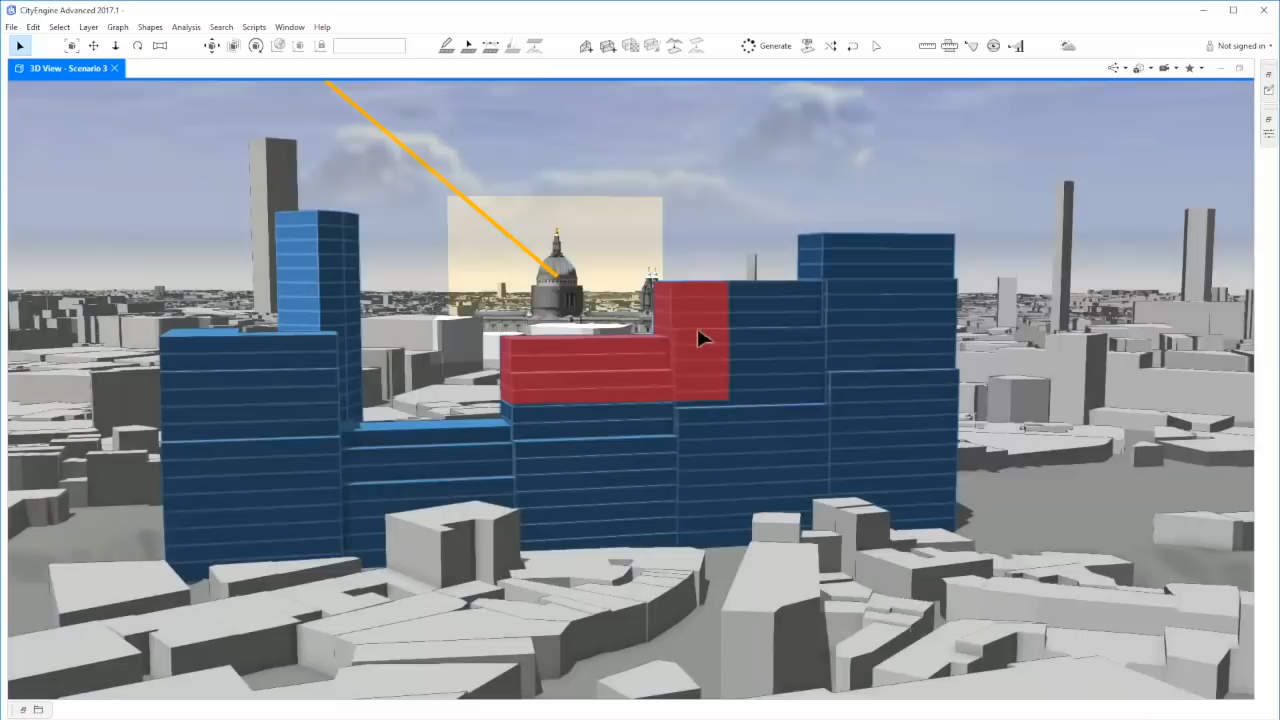 CityEngine Advanced 2017.1 -
File Edit Select Layer Graph Shapes Analysis Search Scripts Window Help
Generate
Not signed in
3D View - Scenario 3